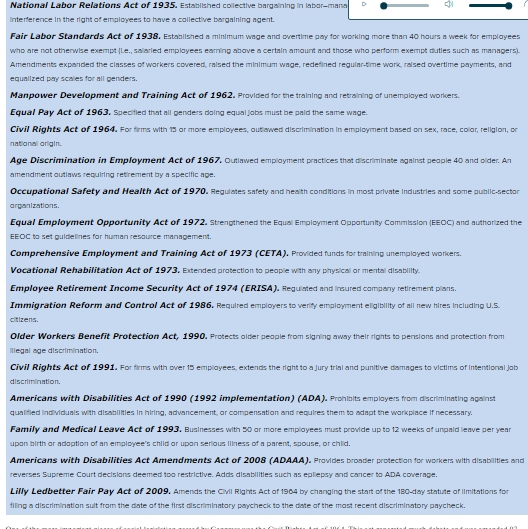 National Labor Relations Act of 1935. Established collective bargaining in labor–mana
interference in the right of employees to have a collective bargaining agent.
Fair Labor Standards Act of 1938. Established a minimum wage and overtime pay for working more than 40 hours a week for employees
who are not otherwise exempt (i.e., salaried employees earning above a certain amount and those who perform exempt duties such as managers).
Amendments expanded the classes of workers covered, raised the minimum wage, redefined regular-time work, raised overtime payments, and
equalized pay scales for all genders.
Manpower Development and Training Act of 1962. Provided for the training and retraining of unemployed workers.
Equal Pay Act of 1963. Specified that all genders doing equal jobs must be paid the same wage.
Civil Rights Act of 1964. For firms with 15 or more employees, outlawed discrimination in employment based on sex, race, color, religion, or
national origin.
Age Discrimination in Employment Act of 1967. Outlawed employment practices that discriminate against people 40 and older. An
amendment outlaws requiring retirement by a specific age.
Occupational Safety and Health Act of 1970. Regulates safety and health conditions in most private industries and some public-sector
organizations.
Equal Employment Opportunity Act of 1972. Strengthened the Equal Employment Opportunity Commission (EEOC) and authorized the
EEOC to set guidelines for human resource management.
Comprehensive Employment and Training Act of 1973 (CETA). Provided funds for training unemployed workers.
Vocational Rehabilitation Act of 1973. Extended protection to people with any physical or mental disability.
Employee Retirement Income Security Act of 1974 (ERISA). Regulated and insured company retirement plans.
Immigration Reform and Control Act of 1986. Required employers to verify employment eligibility of all new hires including U.S.
citizens.
Older Workers Benefit Protection Act, 1990. Protects older people from signing away their rights to pensions and protection from
illegal age discrimination.
Civil Rights Act of 1991. For firms with over 15 employees, extends the right to a jury trial and punitive damages to victims of intentional job
discrimination.
Americans with Disabilities Act of 1990 (1992 implementation) (ADA). Prohibits employers from discriminating against
qualified individuals with disabilities in hiring, advancement, or compensation and requires them to adapt the workplace if necessary.
Family and Medical Leave Act of 1993. Businesses with 50 or more employees must provide up to 12 weeks of unpaid leave per year
upon birth or adoption of an employee's child or upon serious illness of a parent, spouse, or child.
Americans with Disabilities Act Amendments Act of 2008 (ADAAA). Provides broader protection for workers with disabilities and
reverses Supreme Court decisions deemed too restrictive. Adds disabilities such as epilepsy and cancer to ADA coverage.
Lilly Ledbetter Fair Pay Act of 2009. Amends the Civil Rights Act of 1964 by changing the start of the 180-day statute of limitations for
filing a discrimination suit from the date of the first discriminatory paycheck to the date of the most recent discriminatory paycheck.